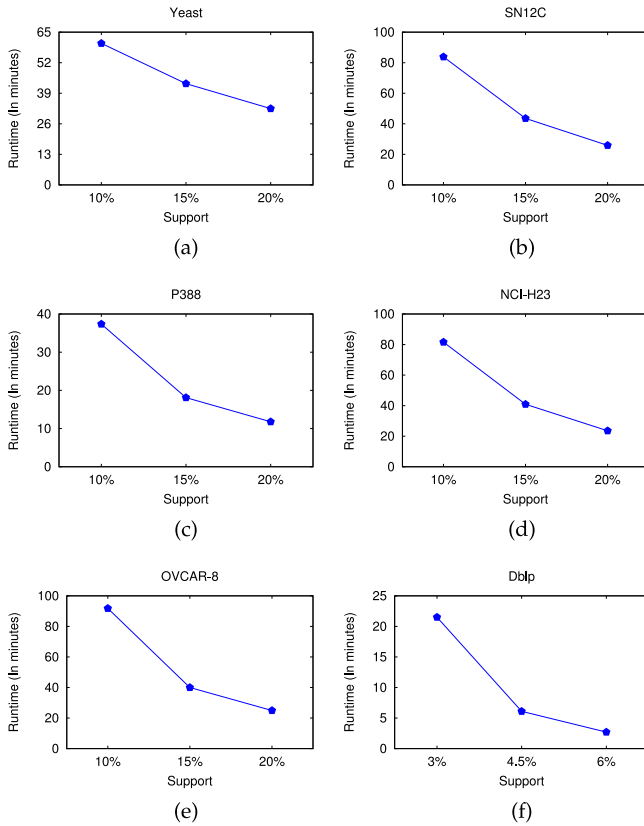 Yeast
Runtime (In minutes)
65
52
39
26
13
0
10% 15% 20%
Support
(a)
SN12C
Runtime (In minutes)
100
80
60
40
20
0
10% 15% 20%
Support
(b)
P388
Runtime (In minutes)
40
30
20
10
0
10% 15% 20%
Support
(c)
NCI-H23
Runtime (In minutes)
100
80
60
40
20
0
10% 15% 20%
Support
(d)
OVCAR-8
Runtime (In minutes)
100
80
60
40
20
0
10% 15% 20%
Support
(e)
Dblp
Runtime (In minutes)
25
20
15
10
5
0
3% 4.5% 6%
Support
(f)